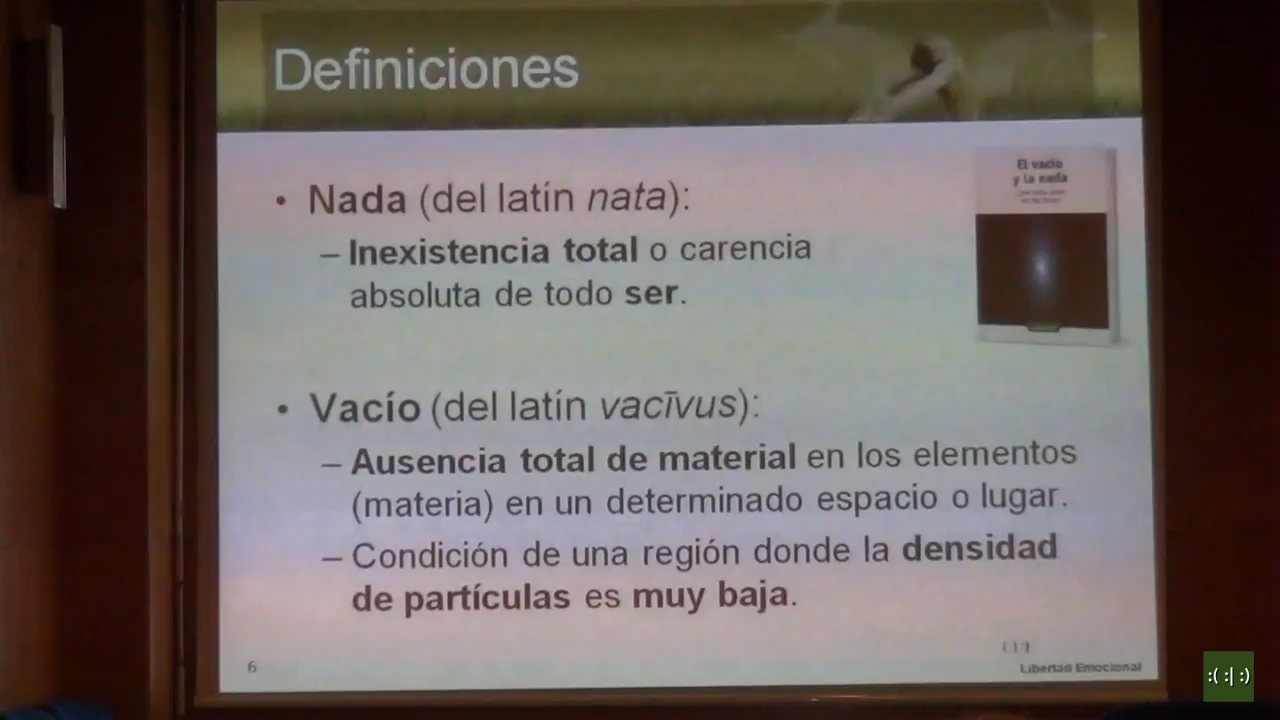 Definiciones
• Nada (del latín nata):
– Inexistencia total o carencia
absoluta de todo ser.
El vacío
y la nada
• Vacío (del latín vacīvus):
– Ausencia total de material en los elementos
(materia) en un determinado espacio o lugar.
– Condición de una región donde la densidad
de partículas es muy baja.
6
Libertad Emocional
:( :| :)